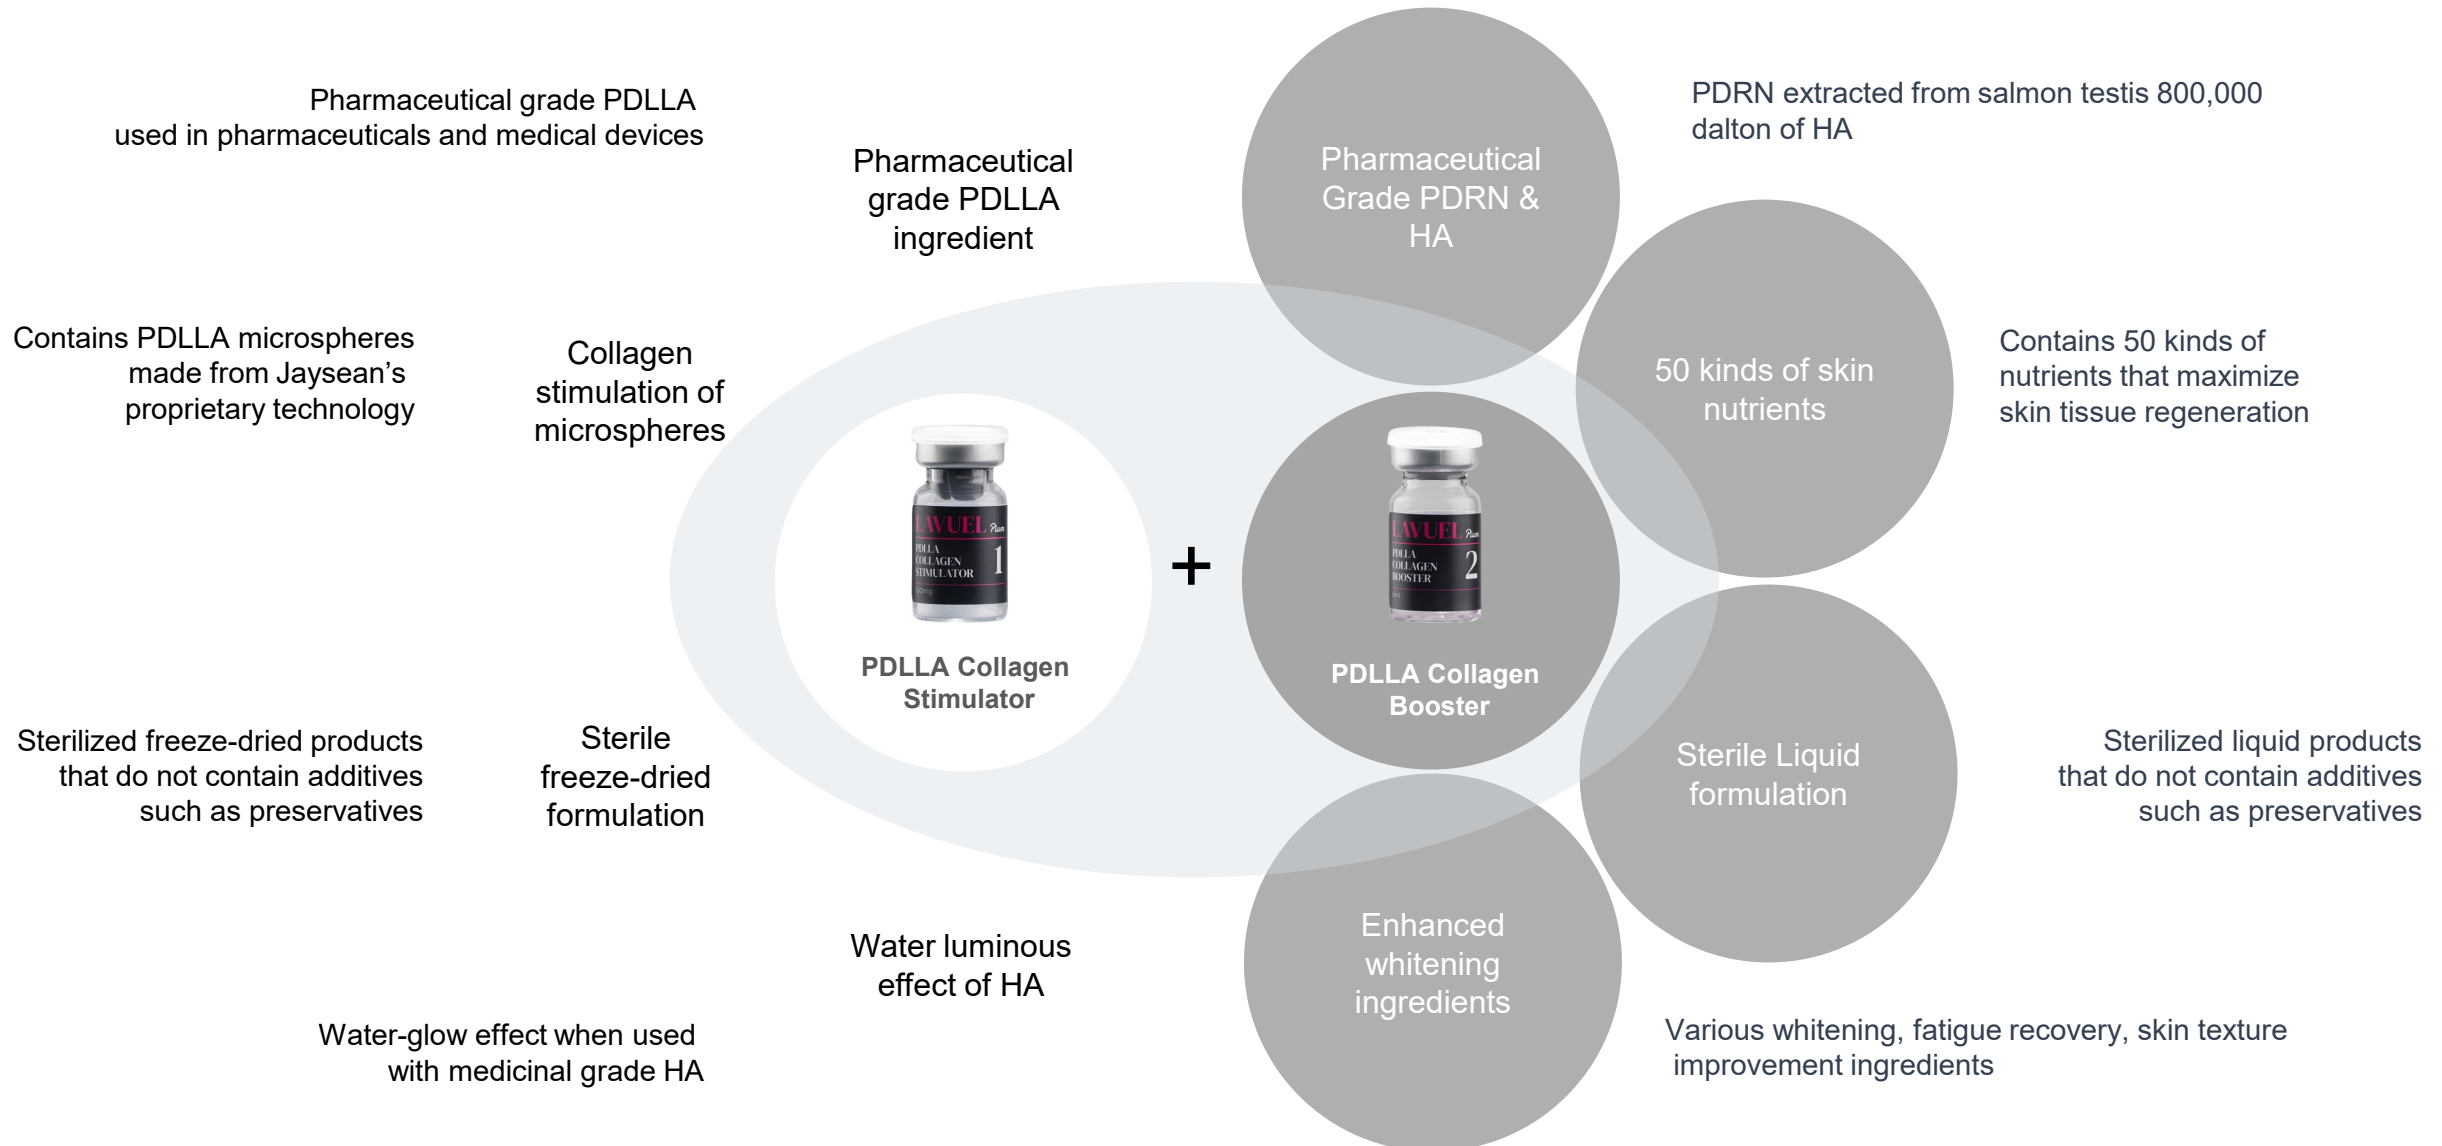 Pharmaceutical grade PDLLA
used in pharmaceuticals and medical devices
Pharmaceutical
grade PDLLA
ingredient
Contains PDLLA microspheres
made from Jaysean’s
proprietary technology
Collagen
stimulation of
microspheres
Sterilized freeze-dried products
that do not contain additives
such as preservatives
Sterile
freeze-dried
formulation
Water luminous
effect of HA
Water-glow effect when used
with medicinal grade HA
LAVUEL Plum
PDLLA
COLLAGEN
STIMULATOR
1
PDLLA Collagen
Stimulator
+
LAVUEL Plum
PDLLA
COLLAGEN
BOOSTER
2
PDLLA Collagen
Booster
Pharmaceutical
Grade PDRN &
HA
PDRN extracted from salmon testis 800,000
dalton of HA
50 kinds of skin
nutrients
Contains 50 kinds of
nutrients that maximize
skin tissue regeneration
Sterile Liquid
formulation
Sterilized liquid products
that do not contain additives
such as preservatives
Enhanced
whitening
ingredients
Various whitening, fatigue recovery, skin texture
improvement ingredients